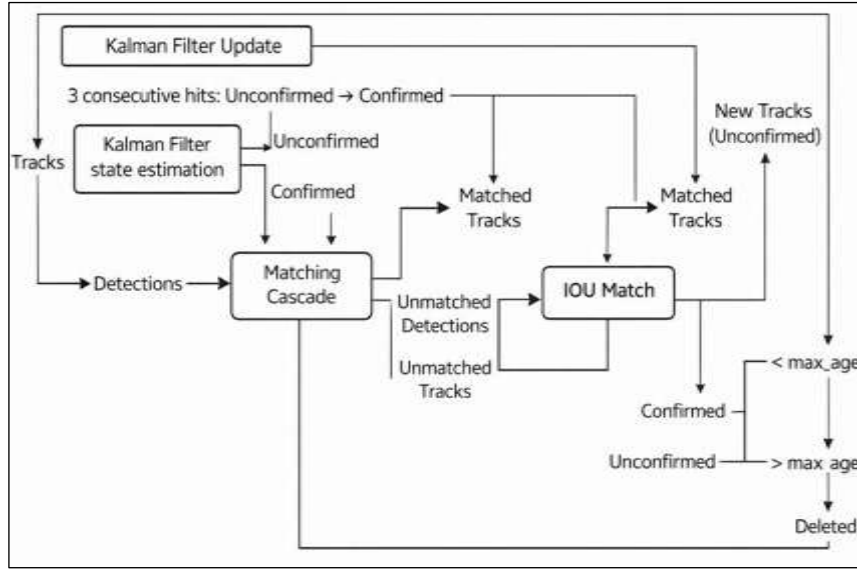 Kalman Filter Update
3 consecutive hits: Unconfirmed → Confirmed
New Tracks
(Unconfirmed)
Kalman Filter
state estimation
Unconfirmed
Tracks
Confirmed
Matched
Tracks
Matched
Tracks
Detections
Matching
Cascade
Unmatched
Detections
IOU Match
Unmatched
Tracks
< max_age
Confirmed
Unconfirmed
> max_age
Deleted